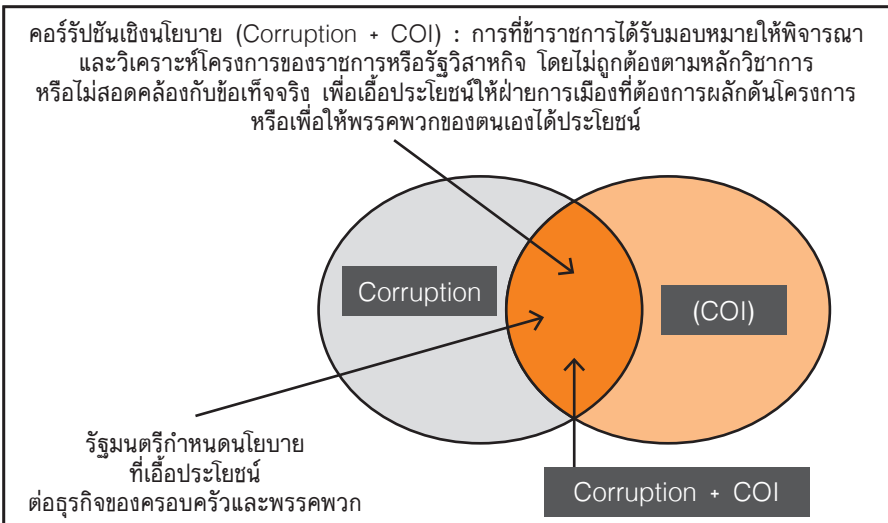 คอร์รัปชันเชิงนโยบาย (Corruption + COI) : การที่ข้าราชการได้รับมอบหมายให้พิจารณา
และวิเคราะห์โครงการของราชการหรือรัฐวิสาหกิจ โดยไม่ถูกต้องตามหลักวิชาการ
หรือไม่สอดคล้องกับข้อเท็จจริง เพื่อเอื้อประโยชน์ให้ฝ่ายการเมืองที่ต้องการผลักดันโครงการ
หรือเพื่อให้พรรคพวกของตนเองได้ประโยชน์
Corruption
(COI)
รัฐมนตรีกำหนดนโยบาย
ที่เอื้อประโยชน์
ต่อธุรกิจของครอบครัวและพรรคพวก
Corruption + COI